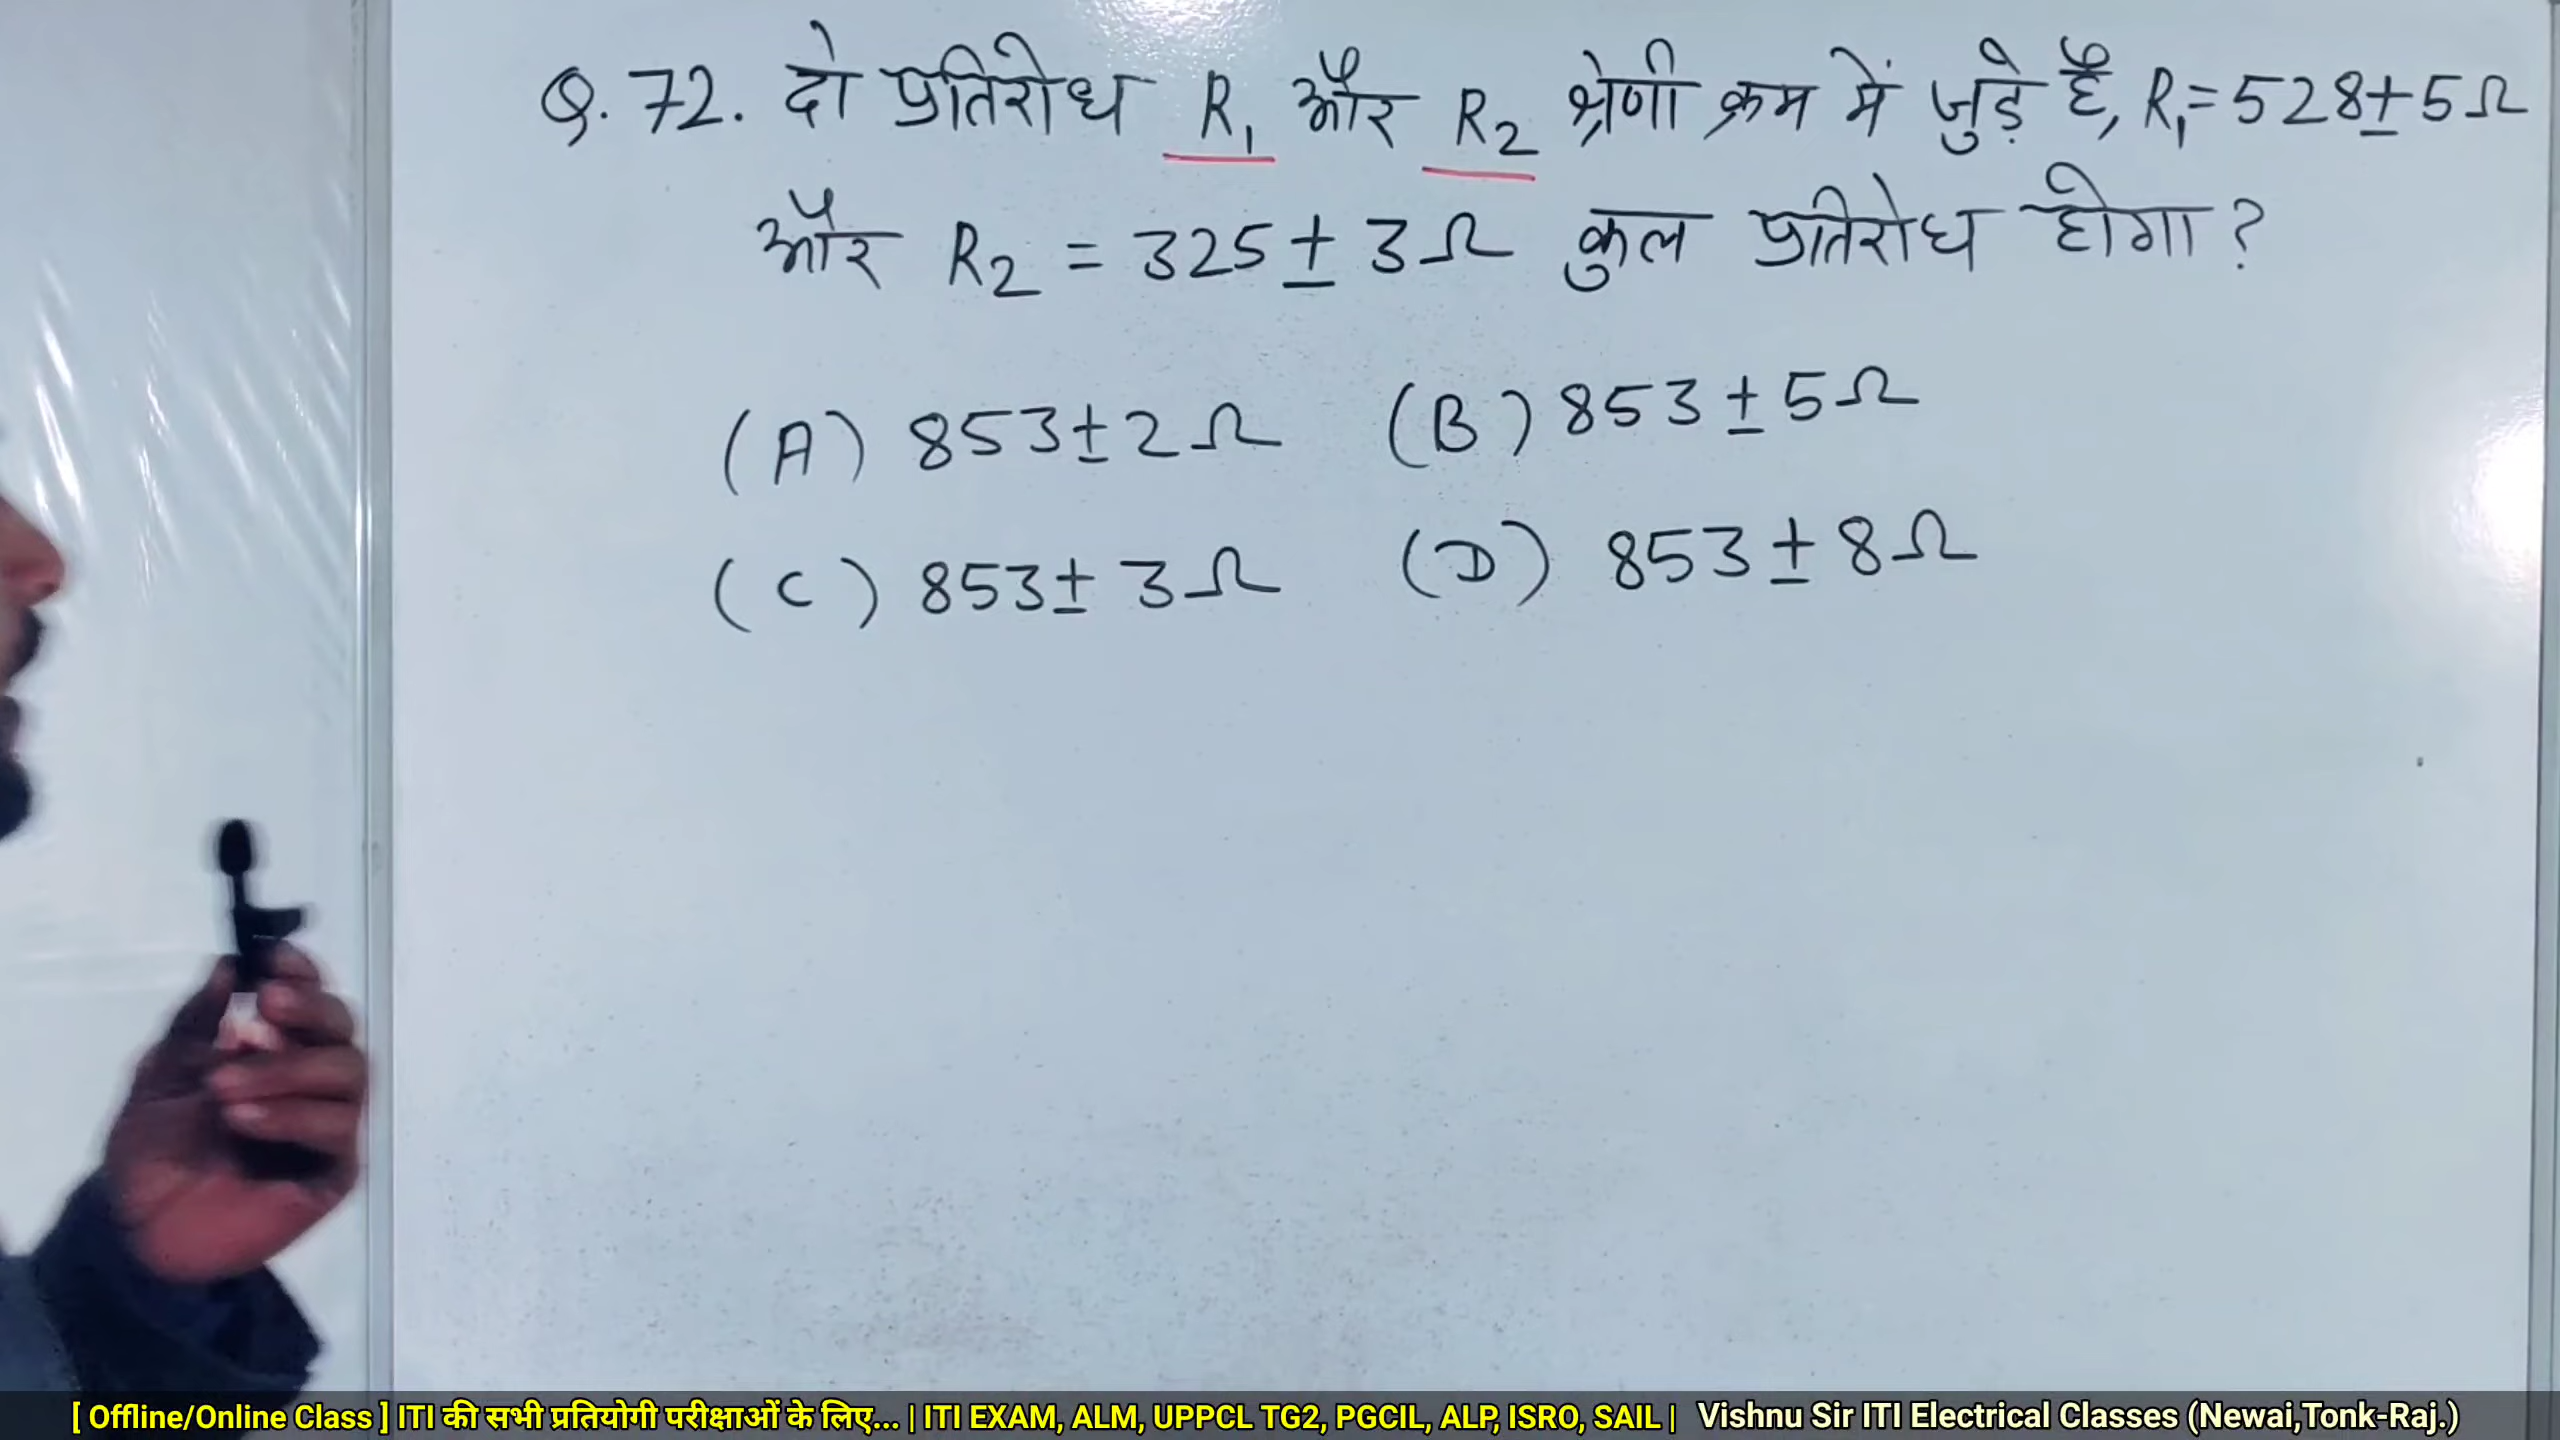 Q.72. दो प्रतिरोध R₁ और R₂ श्रेणी क्रम में जुड़े है, R₁=528±5Ω
और R₂ = 325±3Ω कुल प्रतिरोध होगा?
(A) 853±2Ω (B) 853±5Ω
(C) 853±3Ω (D) 853±8Ω
[ Offline/Online Class ] ITI की सभी प्रतियोगी परीक्षाओं के लिए... | ITI EXAM, ALM, UPPCL TG2, PGCIL, ALP, ISRO, SAIL | Vishnu Sir ITI Electrical Classes (Newai,Tonk-Raj.)